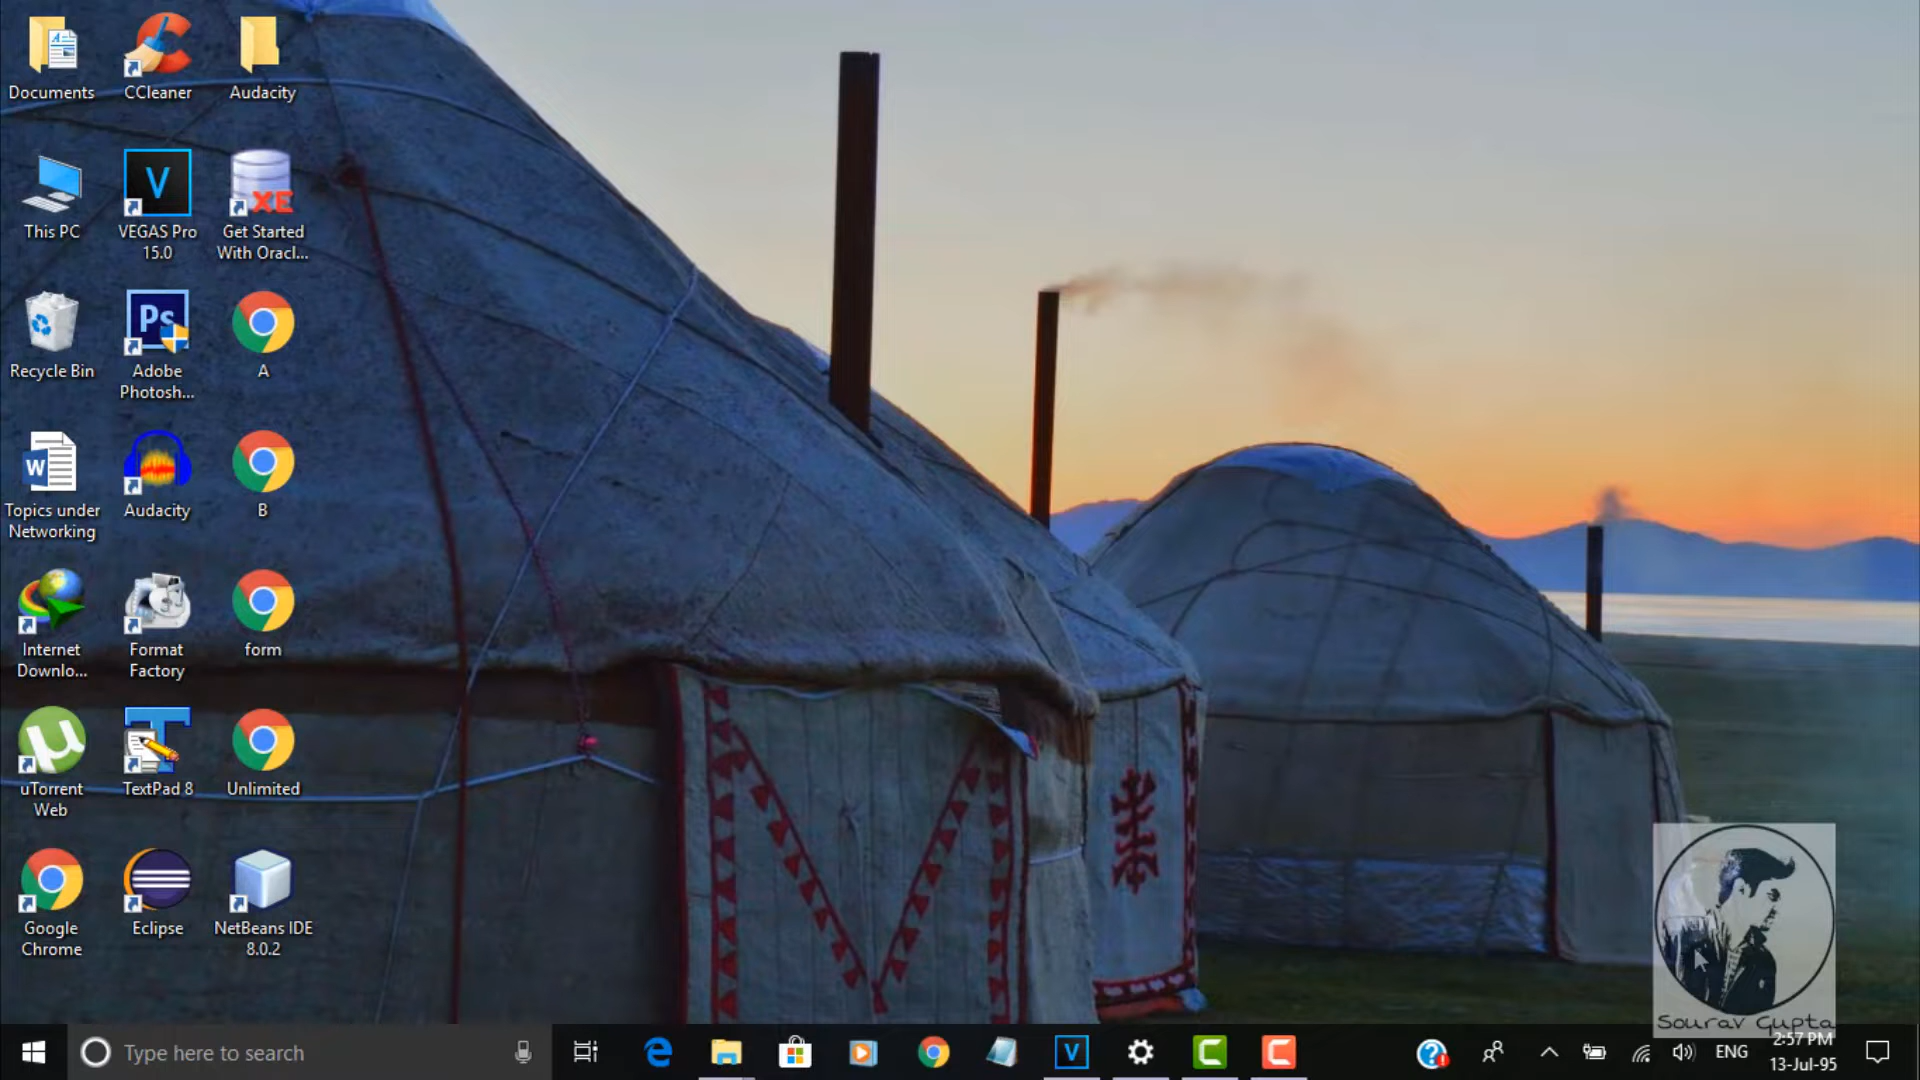 Documents
CCleaner
Audacity
This PC
VEGAS Pro
15.0
XE
Get Started
With Oracl...
Recycle Bin
Ps
Adobe
Photosh...
A
W
Topics under
Networking
Audacity
B
Internet
Downlo...
Format
Factory
form
uTorrent
Web
TextPad 8
Unlimited
Google
Chrome
Eclipse
NetBeans IDE
8.0.2
Sourav Gupta
Type here to search
ENG
2:57 PM
13-Jul-95